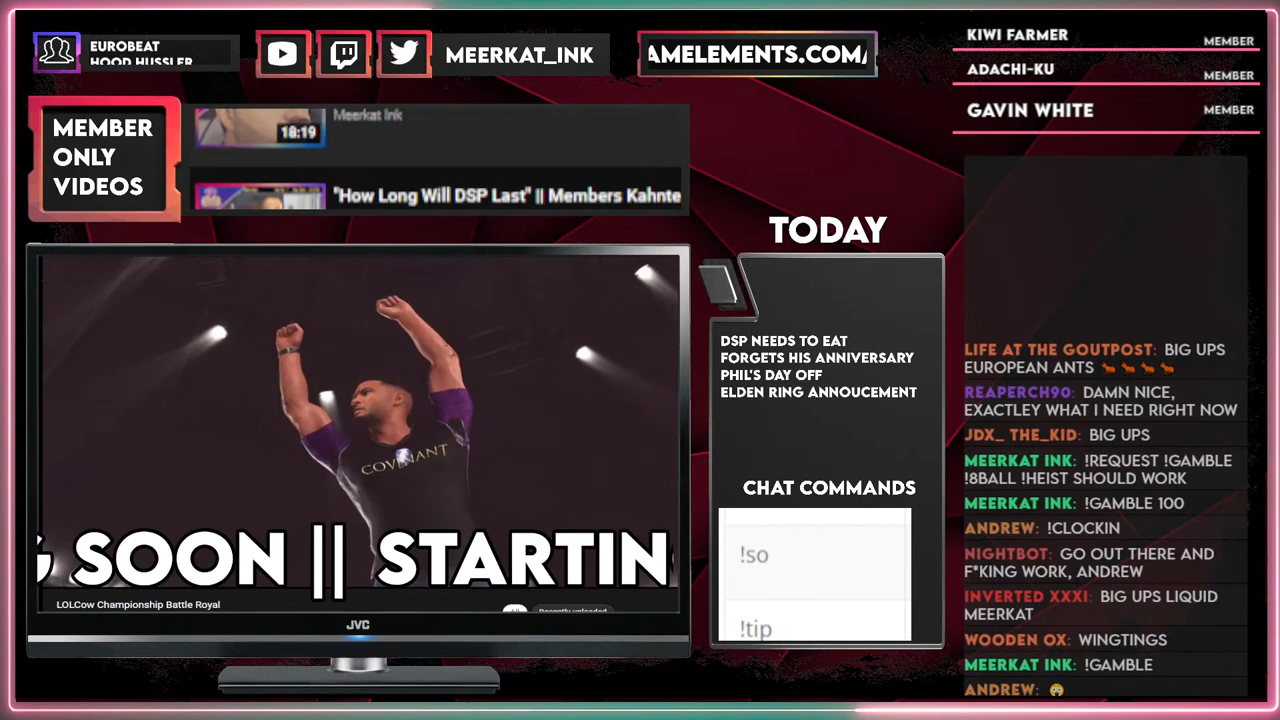 EUROBEAT
HOOD HUSSLER
MEERKAT_INK
AMELEMENTS.COM/
KIWI FARMER
MEMBER
ADACHI-KU
MEMBER
GAVIN WHITE
MEMBER
MEMBER
ONLY
VIDEOS
18:19
Meerkat Ink
"How Long Will DSP Last" || Members Kahnte
COVENANT
G SOON || STARTIN
LOLCow Championship Battle Royal
All
Recently uploaded
JVC
TODAY
DSP NEEDS TO EAT
FORGETS HIS ANNIVERSARY
PHIL'S DAY OFF
ELDEN RING ANNOUCEMENT
CHAT COMMANDS
!so
!tip
LIFE AT THE GOUTPOST: BIG UPS
EUROPEAN ANTS 🐜 🐜 🐜 🐜
REAPERCH90: DAMN NICE,
EXACTLEY WHAT I NEED RIGHT NOW
JDX_ THE_KID: BIG UPS
MEERKAT INK: !REQUEST !GAMBLE
!8BALL !HEIST SHOULD WORK
MEERKAT INK: !GAMBLE 100
ANDREW: !CLOCKIN
NIGHTBOT: GO OUT THERE AND
F*KING WORK, ANDREW
INVERTED XXXI: BIG UPS LIQUID
MEERKAT
WOODEN OX: WINGTINGS
MEERKAT INK: !GAMBLE
ANDREW: 😭